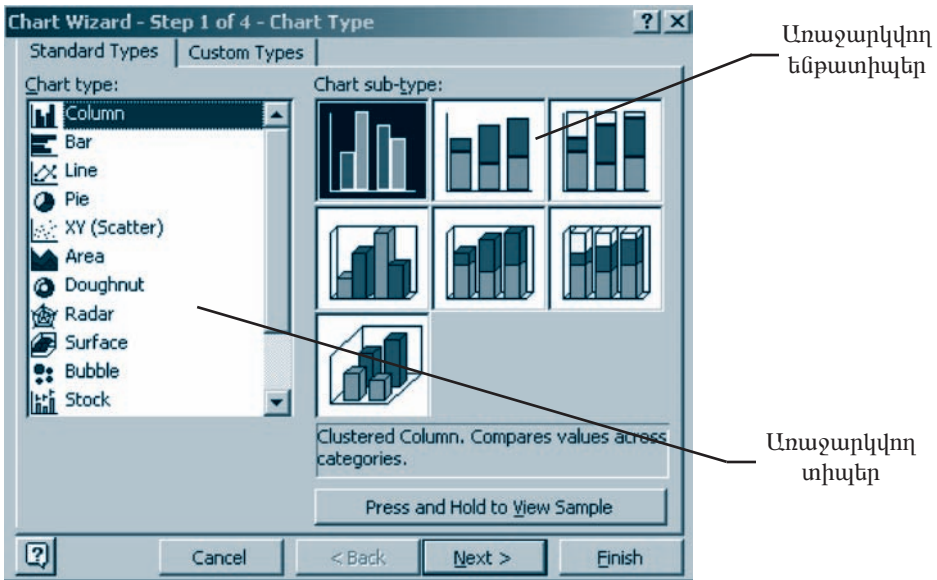 Chart Wizard - Step 1 of 4 - Chart Type
Standard Types
Custom Types
Chart type:
Column
Bar
Line
Pie
XY (Scatter)
Area
Doughnut
Radar
Surface
Bubble
Stock
Chart sub-type:
Clustered Column. Compares values across
categories.
Press and Hold to View Sample
Cancel
< Back
Next >
Finish
Առաջարկվող
ենթատիպեր
Առաջարկվող
տիպեր